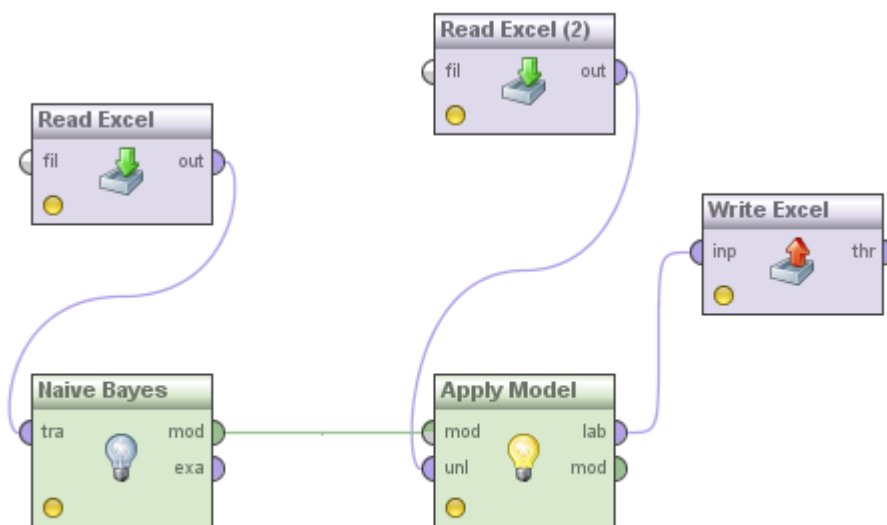 Read Excel (2)
fil out
Read Excel
fil out
Write Excel
inp thr
Naive Bayes
tra mod
exa
Apply Model
mod lab
unl mod